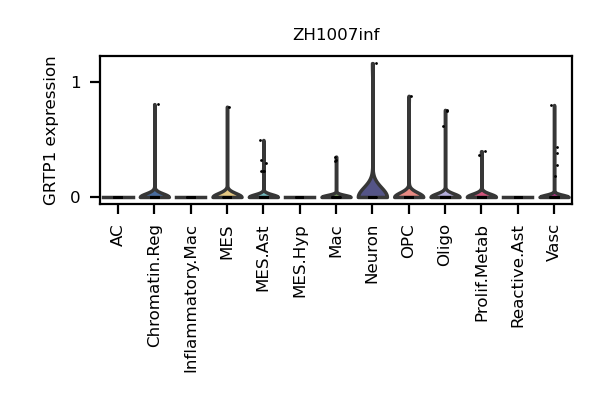 ZH1007inf
GRTP1 expression
1
0
AC
Chromatin.Reg
Inflammatory.Mac
MES
MES.Ast
MES.Hyp
Mac
Neuron
OPC
Oligo
Prolif.Metab
Reactive.Ast
Vasc